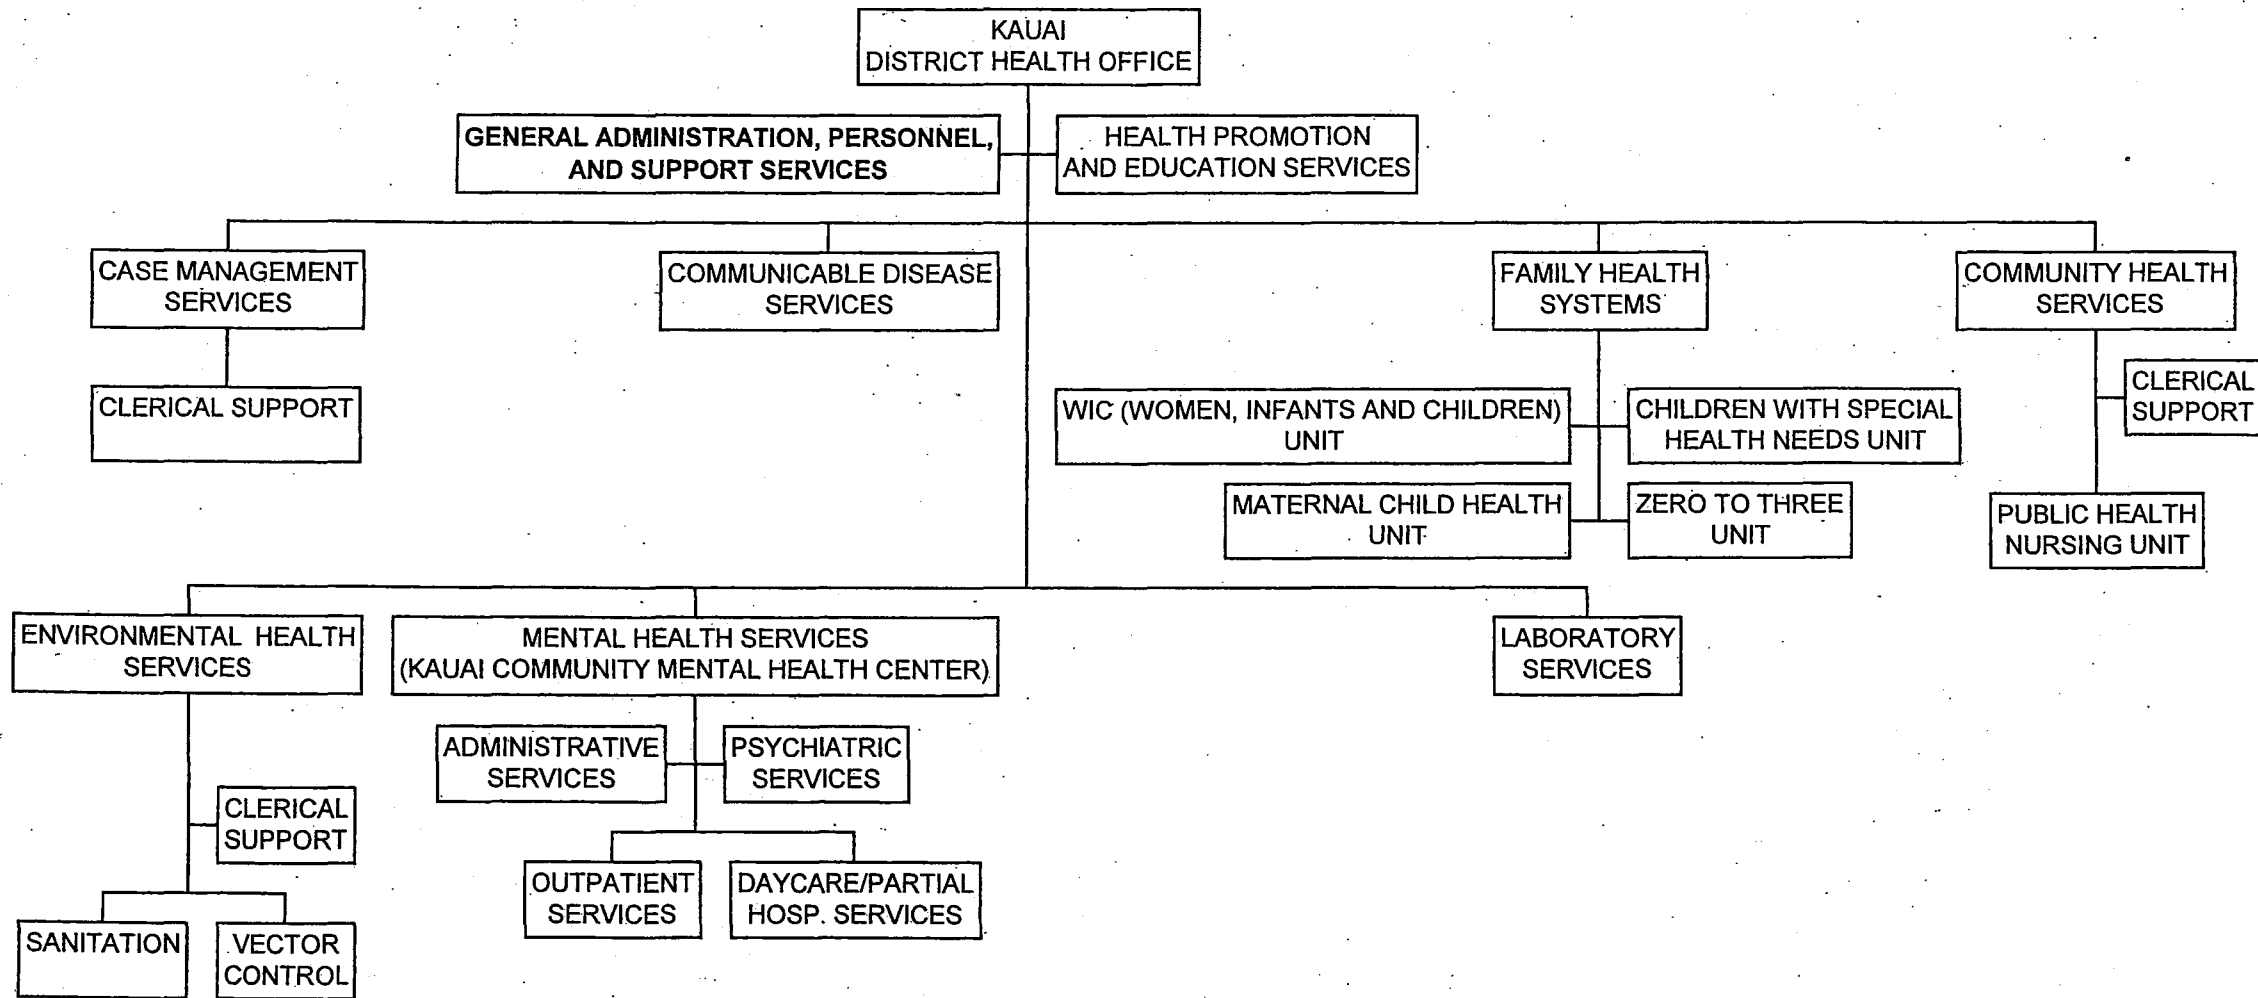 KAUAI
DISTRICT HEALTH OFFICE
GENERAL ADMINISTRATION, PERSONNEL,
AND SUPPORT SERVICES
HEALTH PROMOTION
AND EDUCATION SERVICES
CASE MANAGEMENT
SERVICES
COMMUNICABLE DISEASE
SERVICES
FAMILY HEALTH
SYSTEMS
COMMUNITY HEALTH
SERVICES
CLERICAL SUPPORT
WIC (WOMEN, INFANTS AND CHILDREN)
UNIT
CHILDREN WITH SPECIAL
HEALTH NEEDS UNIT
CLERICAL
SUPPORT
MATERNAL CHILD HEALTH
UNIT
ZERO TO THREE
UNIT
PUBLIC HEALTH
NURSING UNIT
ENVIRONMENTAL HEALTH
SERVICES
MENTAL HEALTH SERVICES
(KAUAI COMMUNITY MENTAL HEALTH CENTER)
LABORATORY
SERVICES
ADMINISTRATIVE
SERVICES
PSYCHIATRIC
SERVICES
CLERICAL
SUPPORT
OUTPATIENT
SERVICES
DAYCARE/PARTIAL
HOSP. SERVICES
SANITATION
VECTOR
CONTROL